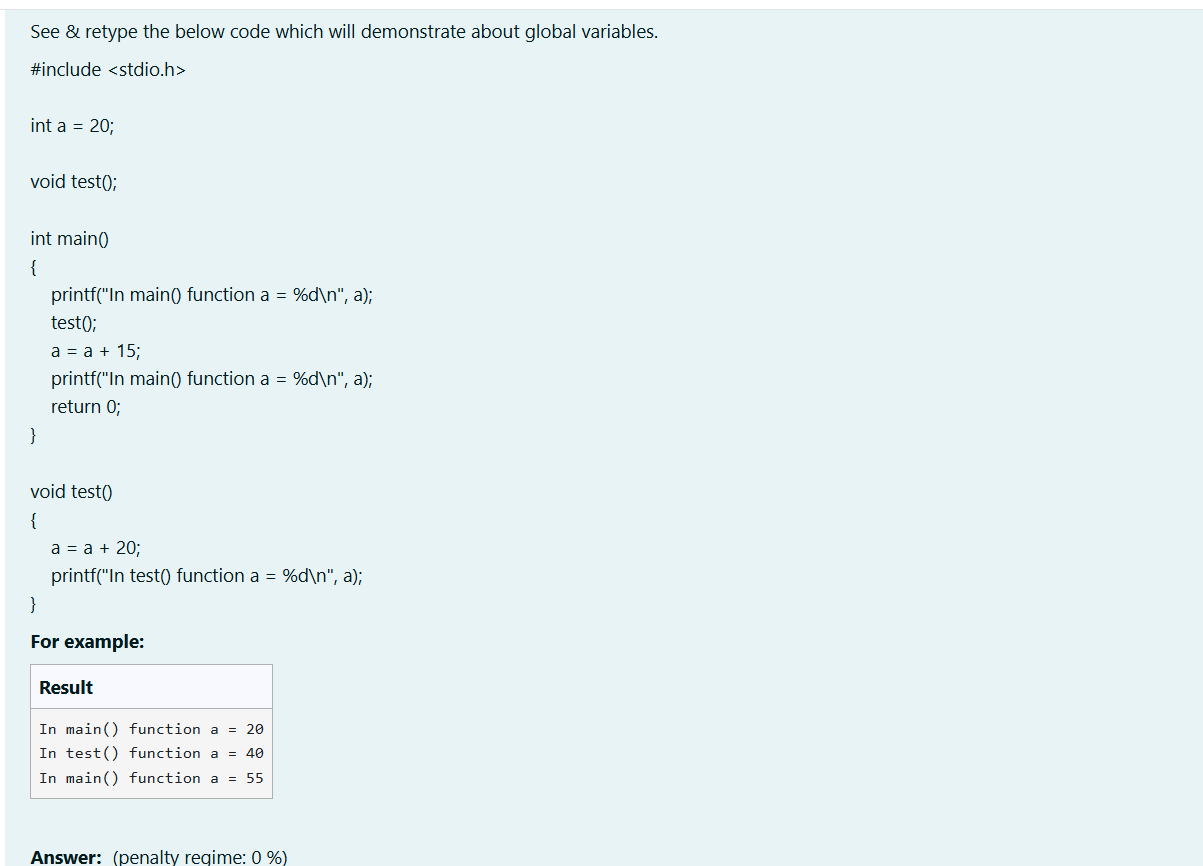 See & retype the below code which will demonstrate about global variables.
#include <stdio.h>
int a = 20;
void test();
int main()
{
printf("In main() function a = %d\n", a);
test();
a = a + 15;
printf("In main() function a = %d\n", a);
return 0;
}
void test()
{
a = a + 20;
printf("In test() function a = %d\n", a);
}
For example:
Result
In main() function a = 20
In test() function a = 40
In main() function a = 55
Answer: (penalty regime: 0 %)